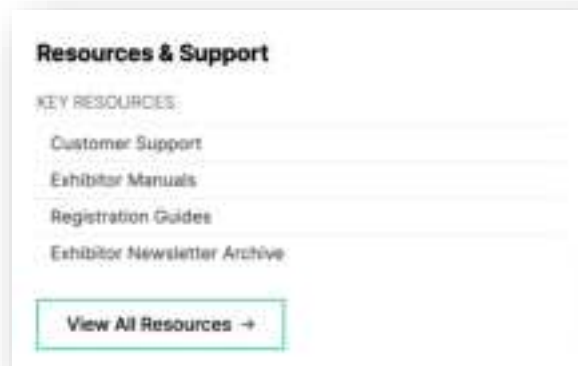 Resources & Support
KEY RESOURCES
Customer Support
Exhibitor Manuals
Registration Guides
Exhibitor Newsletter Archive
View All Resources →